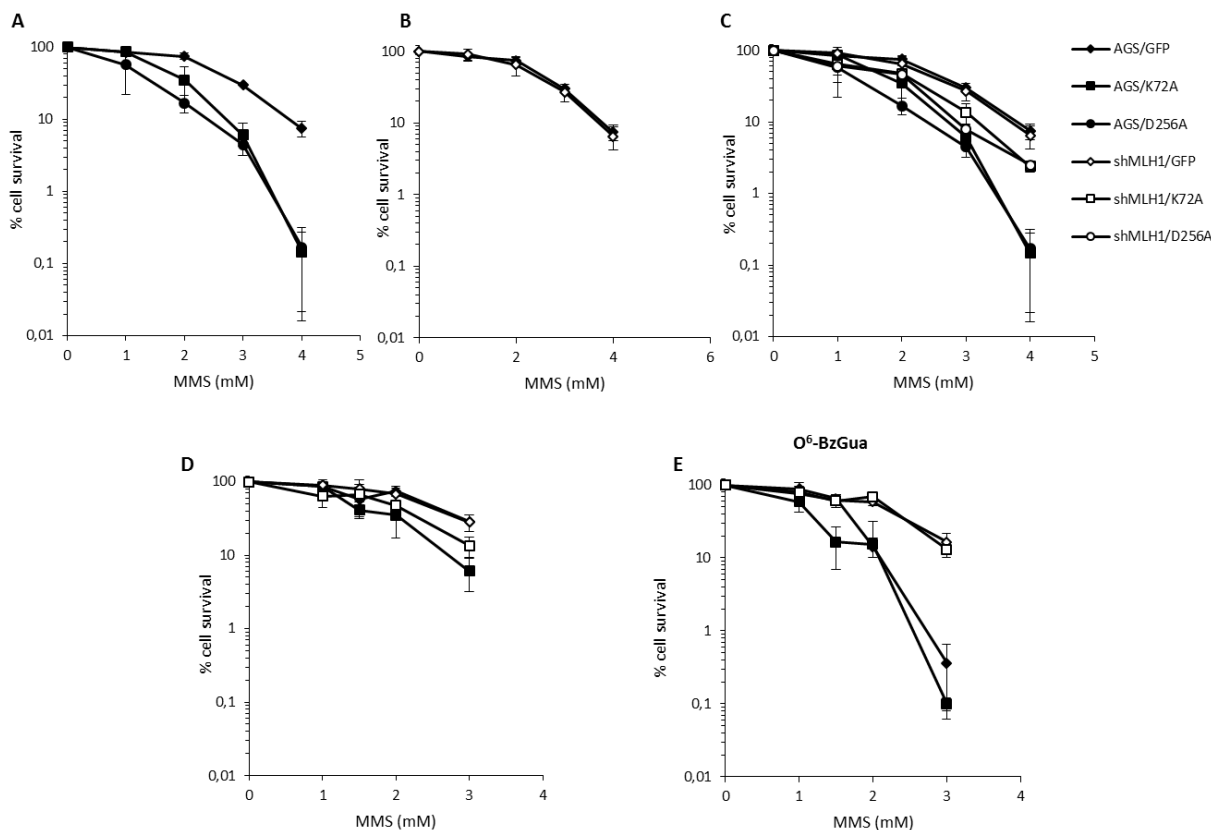 A
100
10
1
0,1
0,01
% cell survival
0 1 2 3 4 5
MMS (mM)
B
100
10
1
0,1
0,01
% cell survival
0 2 4 6
MMS (mM)
C
100
10
1
0,1
0,01
% cell survival
0 1 2 3 4 5
MMS (mM)
AGS/GFP
AGS/K72A
AGS/D256A
shMLH1/GFP
shMLH1/K72A
shMLH1/D256A
D
100
10
1
0,1
0,01
% cell survival
0 1 2 3 4
MMS (mM)
O⁶-BzGua
E
100
10
1
0,1
0,01
% cell survival
0 1 2 3 4
MMS (mM)